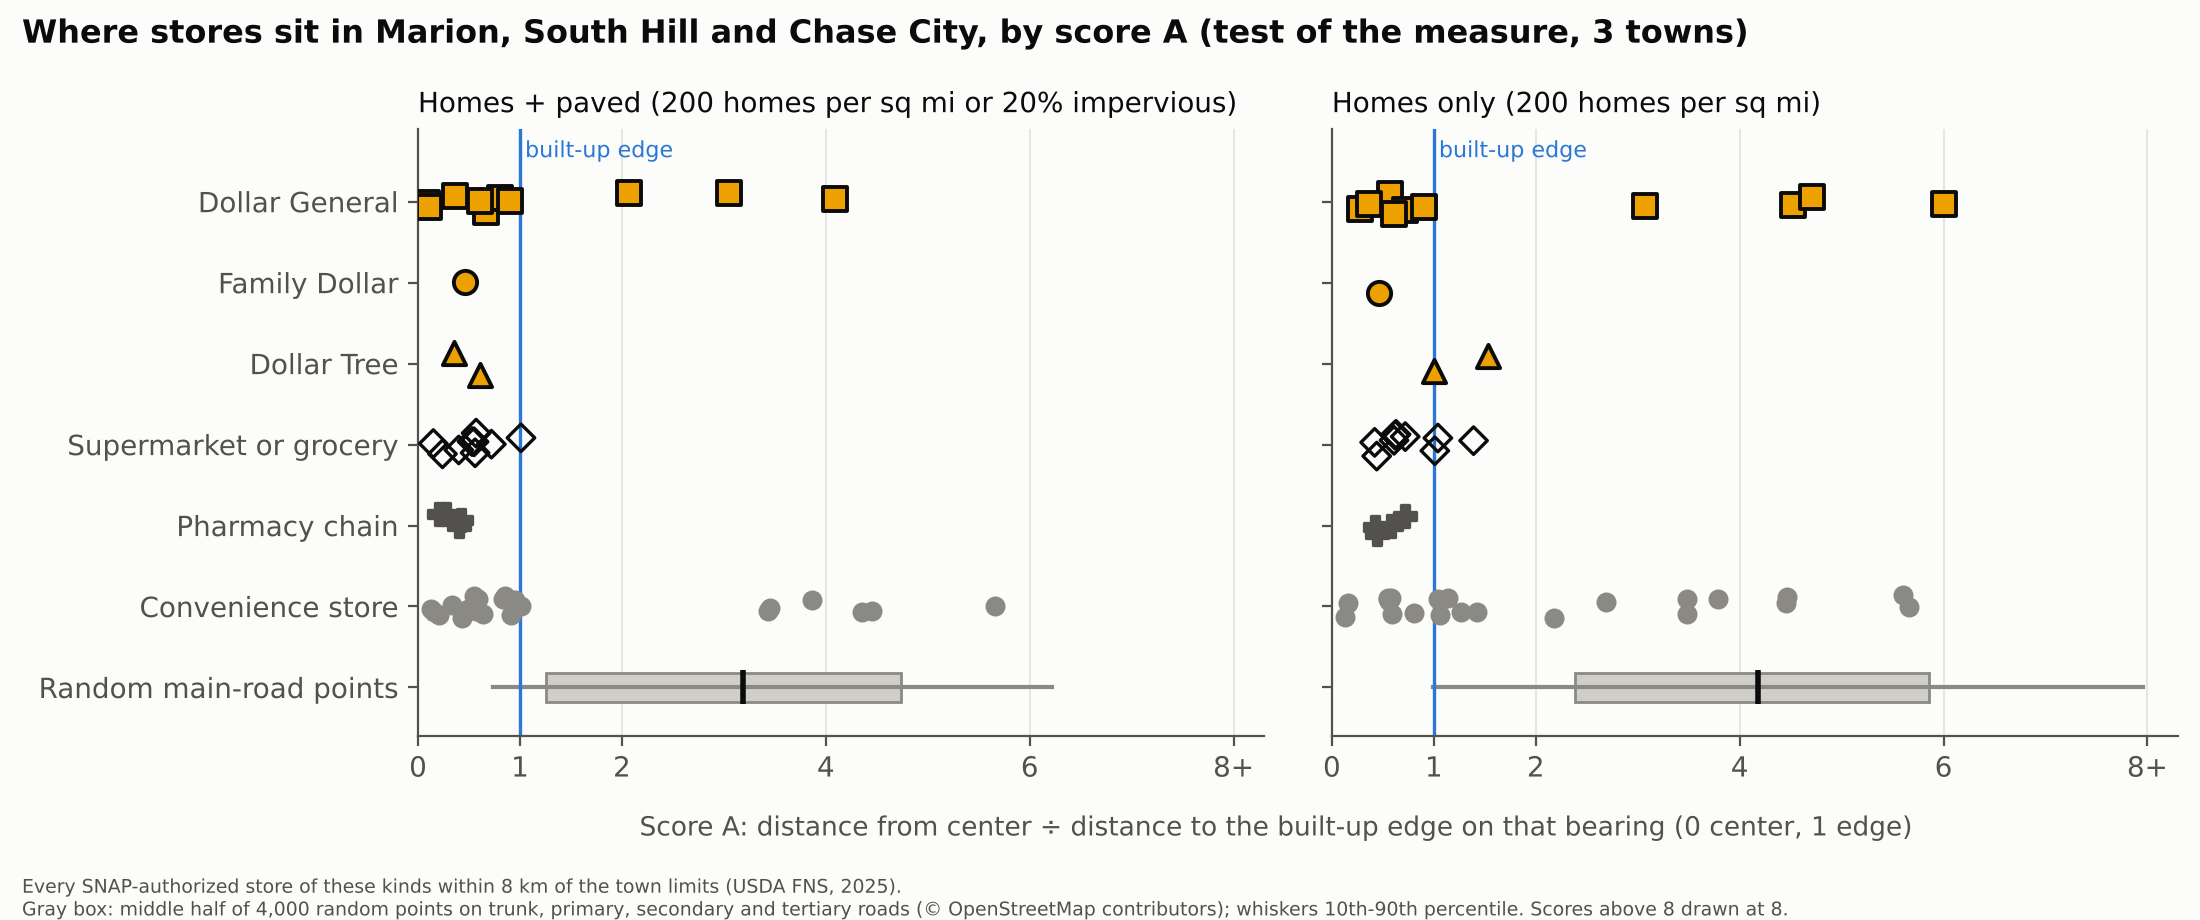 Where stores sit in Marion, South Hill and Chase City, by score A (test of the measure, 3 towns)
Homes + paved (200 homes per sq mi or 20% impervious)
Homes only (200 homes per sq mi)
built-up edge
built-up edge
Dollar General
Family Dollar
Dollar Tree
Supermarket or grocery
Pharmacy chain
Convenience store
Random main-road points
0 1 2 4 6 8+
0 1 2 4 6 8+
Score A: distance from center ÷ distance to the built-up edge on that bearing (0 center, 1 edge)
Every SNAP-authorized store of these kinds within 8 km of the town limits (USDA FNS, 2025).
Gray box: middle half of 4,000 random points on trunk, primary, secondary and tertiary roads (© OpenStreetMap contributors); whiskers 10th-90th percentile. Scores above 8 drawn at 8.